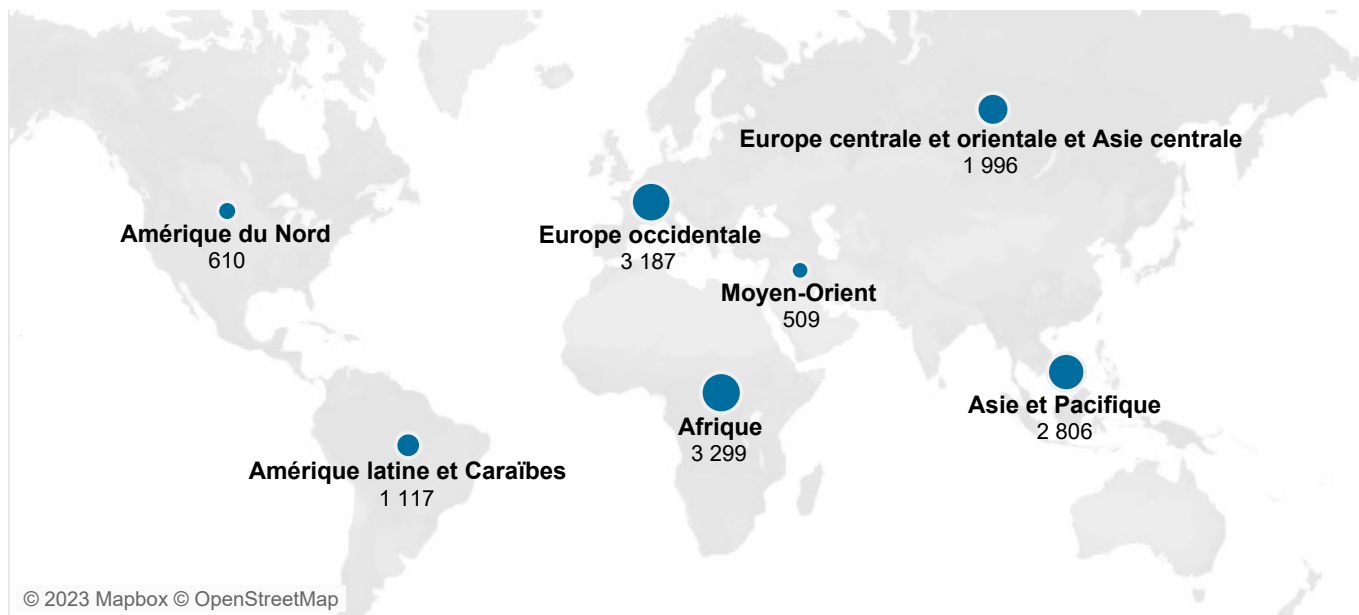 Europe centrale et orientale et Asie centrale
1 996
Amérique du Nord
610
Europe occidentale
3 187
Moyen-Orient
509
Asie et Pacifique
2 806
Afrique
3 299
Amérique latine et Caraïbes
1 117
© 2023 Mapbox © OpenStreetMap